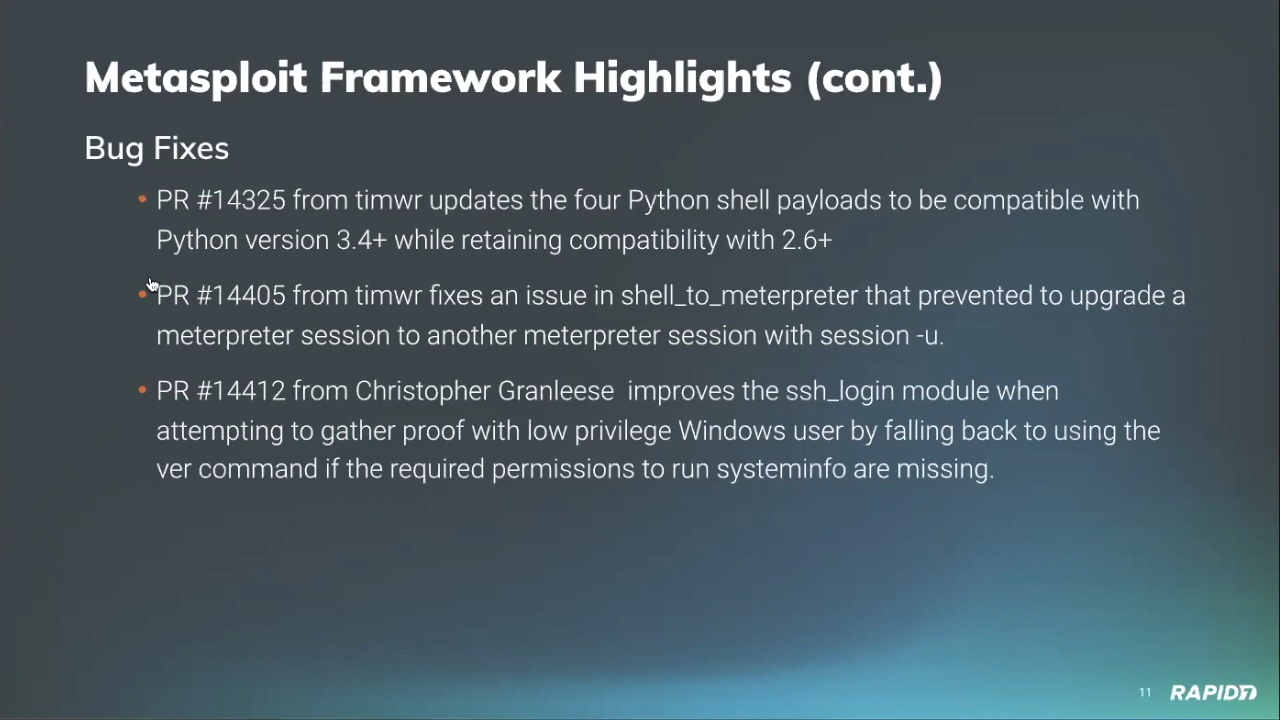 Metasploit Framework Highlights (cont.)
Bug Fixes
• PR #14325 from timwr updates the four Python shell payloads to be compatible with
Python version 3.4+ while retaining compatibility with 2.6+
• PR #14405 from timwr fixes an issue in shell_to_meterpreter that prevented to upgrade a
meterpreter session to another meterpreter session with session -u.
• PR #14412 from Christopher Granleese  improves the ssh_login module when
attempting to gather proof with low privilege Windows user by falling back to using the
ver command if the required permissions to run systeminfo are missing.
11 RAPID7